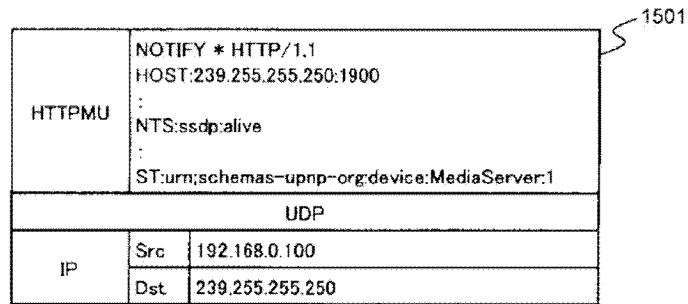 1501
HTTPMU
NOTIFY * HTTP/1.1
HOST:239.255.255.250:1900
:
NTS:ssdp:alive
:
ST:urn;schemas-upnp-org:device:MediaServer:1
UDP
IP
Src 192.168.0.100
Dst 239.255.255.250